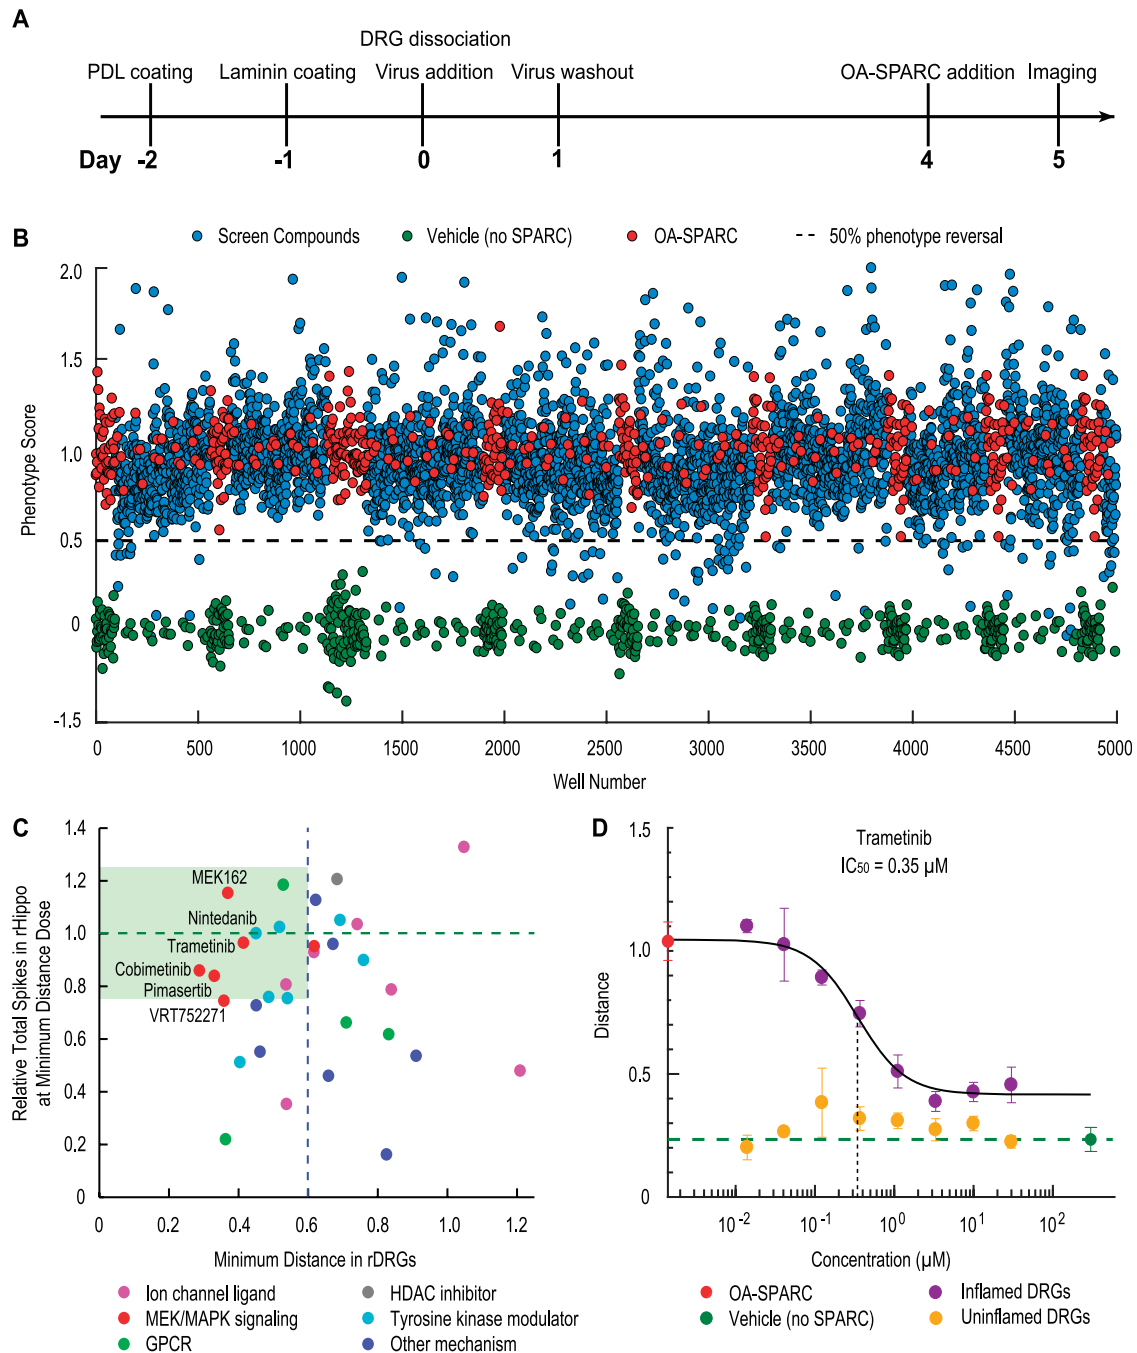 A
DRG dissociation
PDL coating Laminin coating Virus addition Virus washout OA-SPARC addition Imaging
Day -2 -1 0 1 4 5
B
Screen Compounds Vehicle (no SPARC) OA-SPARC 50% phenotype reversal
2.0
1.5
1.0
0.5
0
-1.5
Phenotype Score
0 500 1000 1500 2000 2500 3000 3500 4000 4500 5000
Well Number
C
1.4
1.2
1.0
0.8
0.6
0.4
0.2
0
Relative Total Spikes in rHippo
at Minimum Distance Dose
MEK162
Nintedanib
Trametinib
Cobimetinib
Pimasertib
VRT752271
0 0.2 0.4 0.6 0.8 1.0 1.2
Minimum Distance in rDRGs
Ion channel ligand
MEK/MAPK signaling
GPCR
HDAC inhibitor
Tyrosine kinase modulator
Other mechanism
D
Trametinib
IC50 = 0.35 µM
1.5
1.0
0.5
0
Distance
10-2 10-1 100 101 102
Concentration (µM)
OA-SPARC
Vehicle (no SPARC)
Inflamed DRGs
Uninflamed DRGs